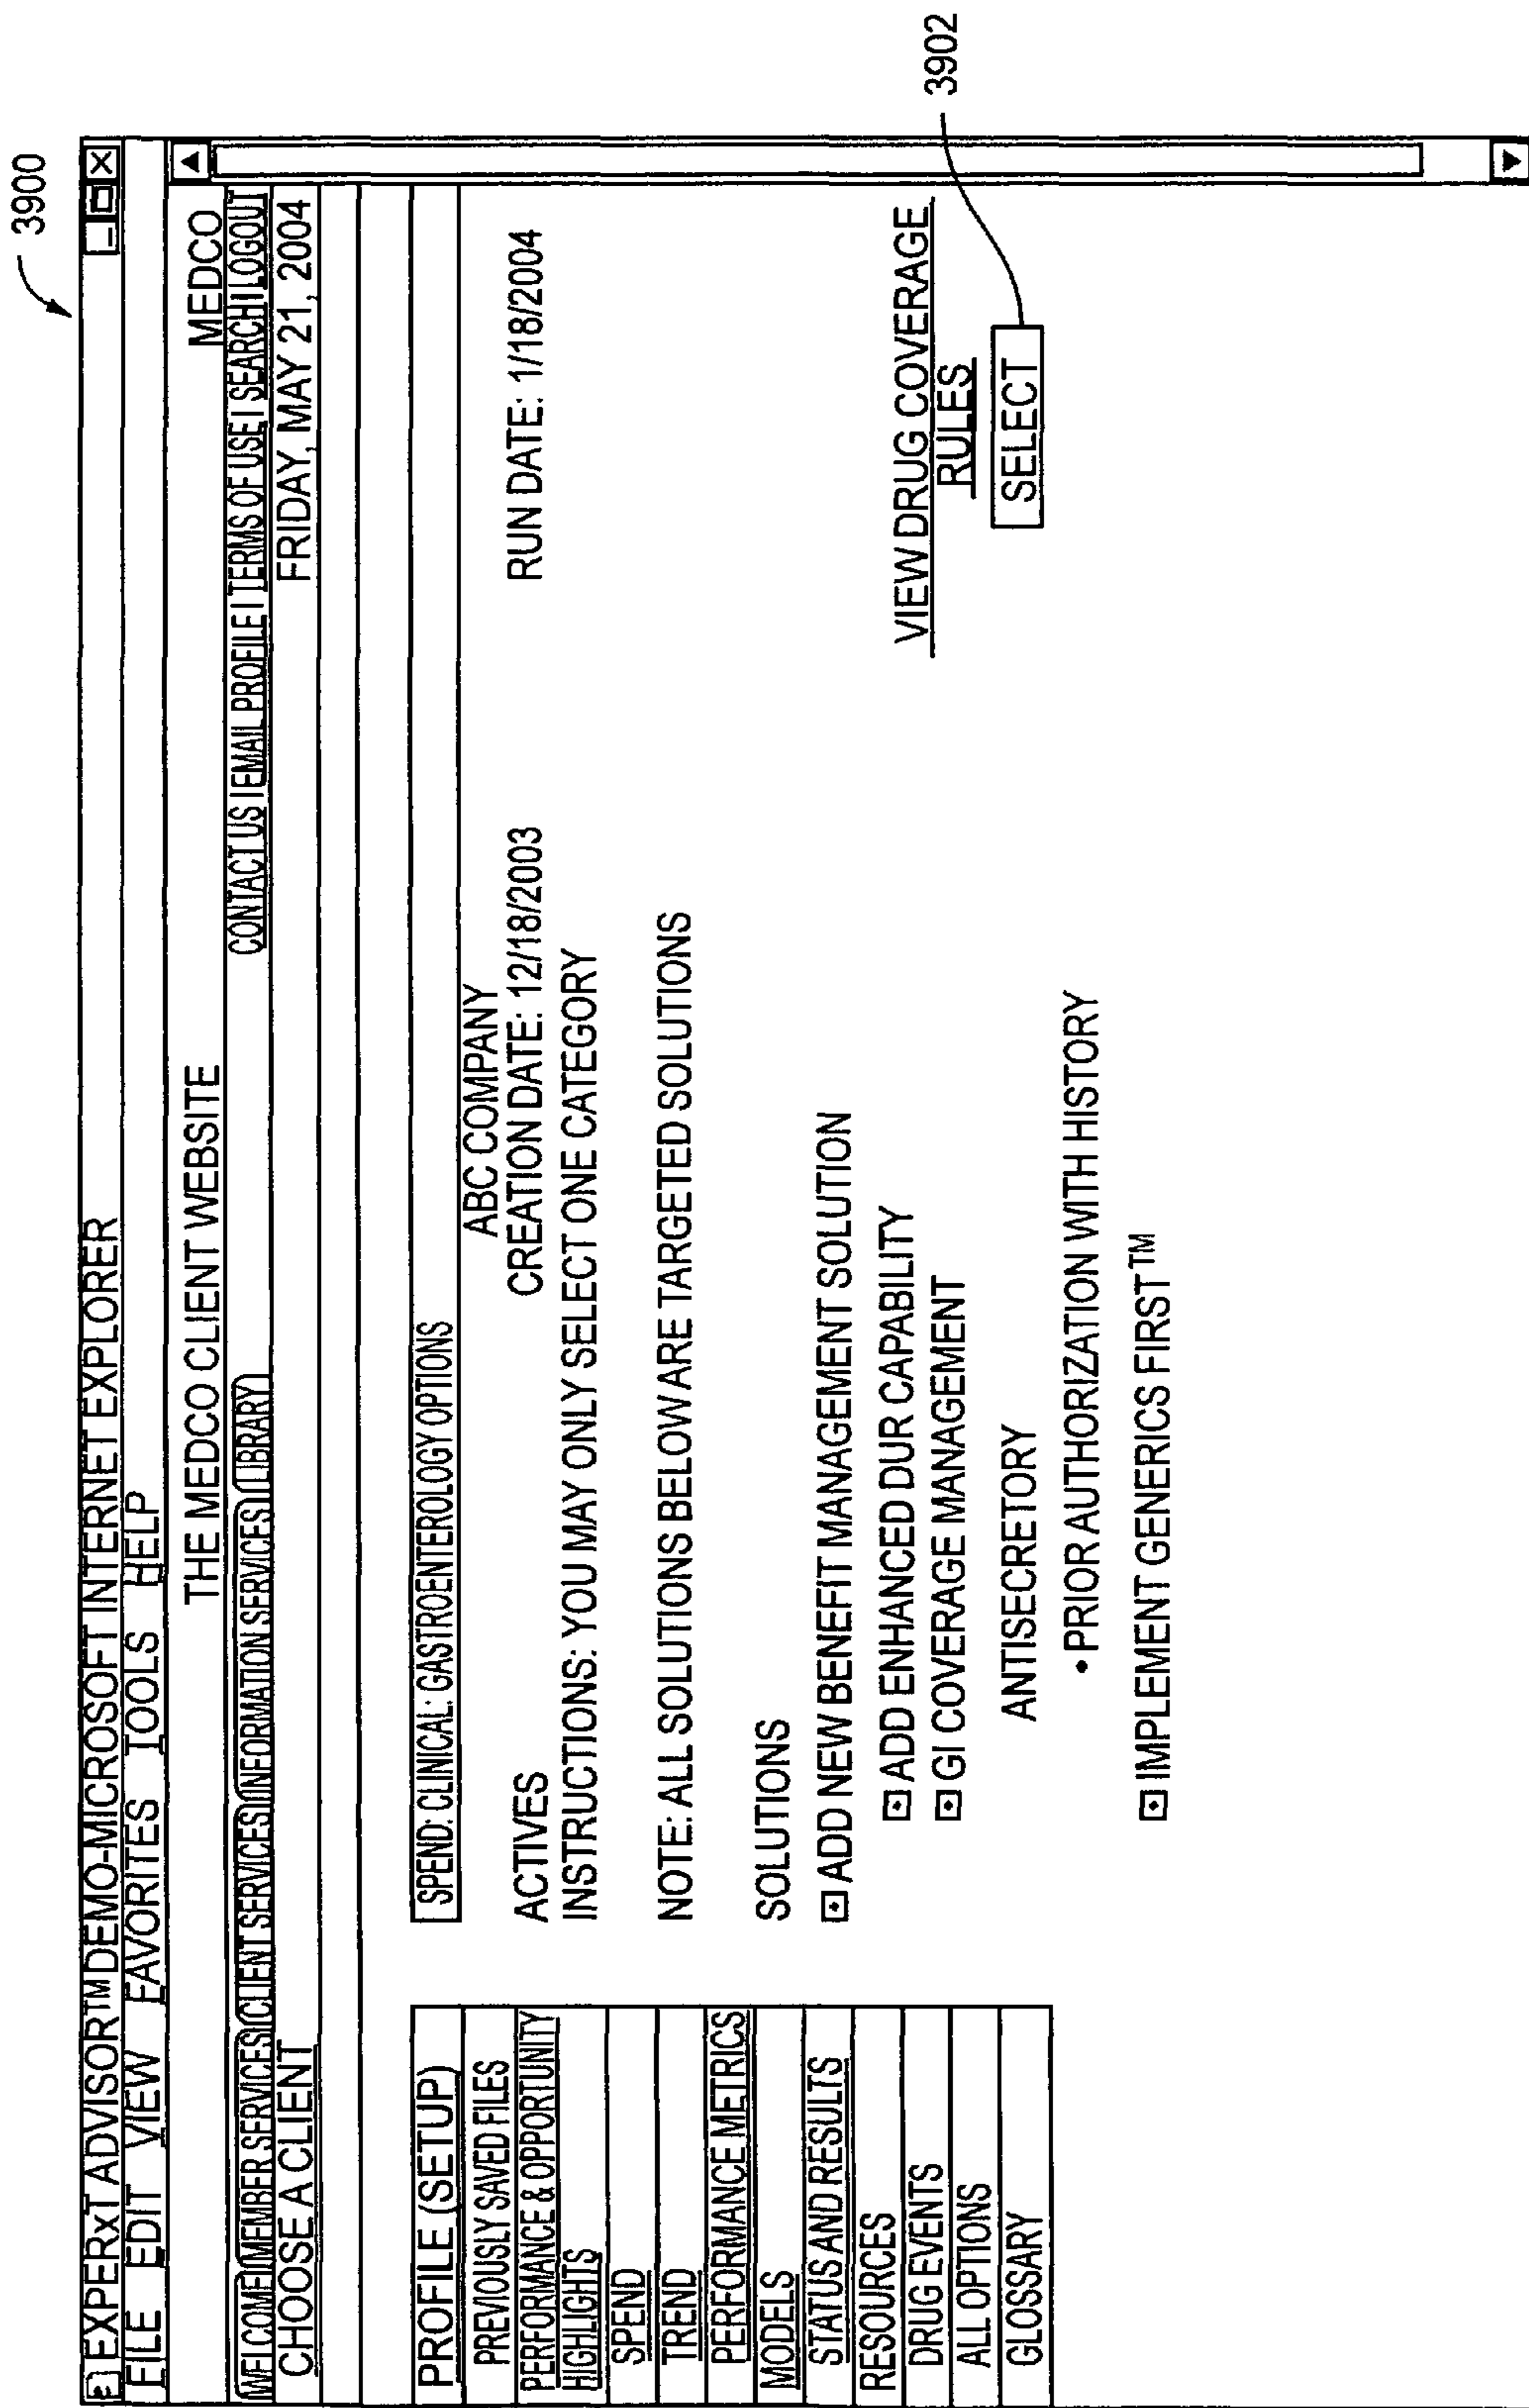 3900
EXPERxT ADVISOR™ DEMO-MICROSOFT INTERNET EXPLORER
FILE EDIT VIEW FAVORITES TOOLS HELP
THE MEDCO CLIENT WEBSITE MEDCO
WELCOME MEMBER SERVICES CLIENT SERVICES INFORMATION SERVICES LIBRARY CONTACT US | EMAIL PROFILE | TERMS OF USE | SEARCH | LOGOUT
CHOOSE A CLIENT FRIDAY, MAY 21, 2004
PROFILE (SETUP)
PREVIOUSLY SAVED FILES
PERFORMANCE & OPPORTUNITY
HIGHLIGHTS
SPEND
TREND
PERFORMANCE METRICS
MODELS
STATUS AND RESULTS
RESOURCES
DRUG EVENTS
ALL OPTIONS
GLOSSARY
SPEND: CLINICAL: GASTROENTEROLOGY OPTIONS
ABC COMPANY
ACTIVES CREATION DATE: 12/18/2003 RUN DATE: 1/18/2004
INSTRUCTIONS: YOU MAY ONLY SELECT ONE CATEGORY
NOTE: ALL SOLUTIONS BELOW ARE TARGETED SOLUTIONS
SOLUTIONS
ADD NEW BENEFIT MANAGEMENT SOLUTION
ADD ENHANCED DUR CAPABILITY
GI COVERAGE MANAGEMENT
ANTISECRETORY
• PRIOR AUTHORIZATION WITH HISTORY
IMPLEMENT GENERICS FIRST™
VIEW DRUG COVERAGE
RULES
SELECT
3902